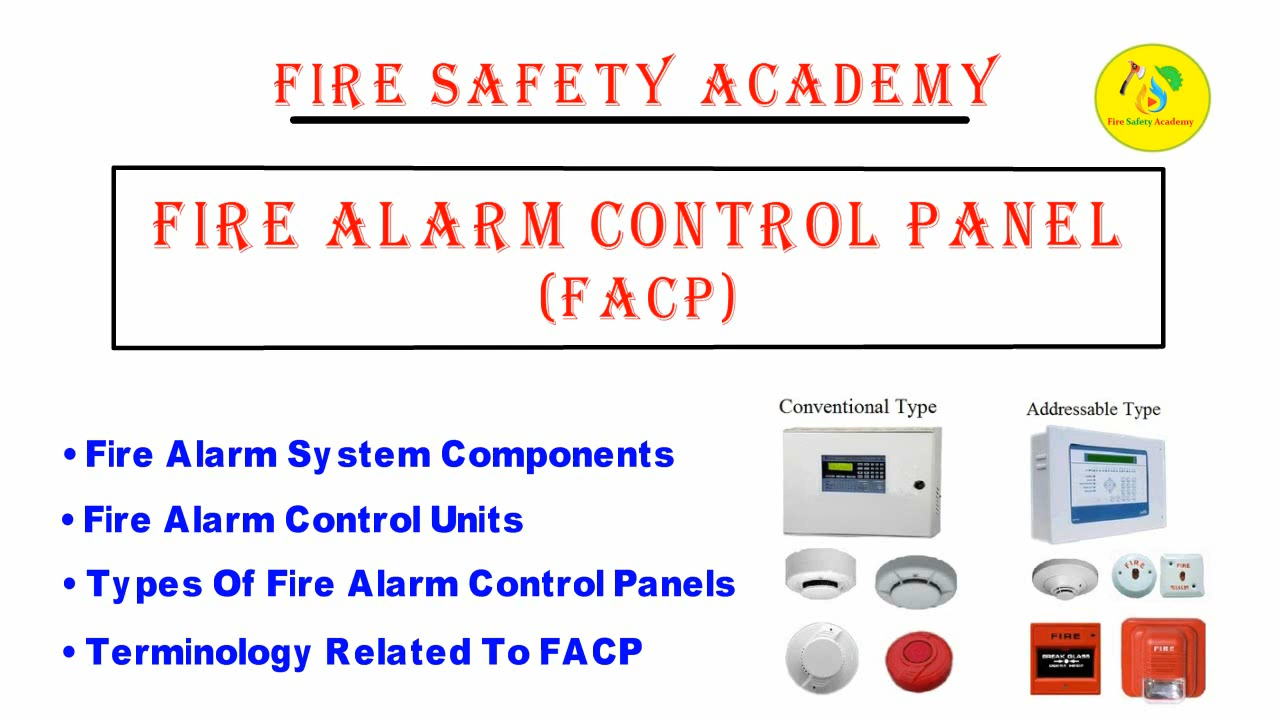 FIRE SAFETY ACADEMY
Fire Safety Academy
FIRE ALARM CONTROL PANEL
(FACP)
Conventional Type
Addressable Type
• Fire Alarm System Components
• Fire Alarm Control Units
• Types Of Fire Alarm Control Panels
• Terminology Related To FACP
FIRE
FIRE
FIRE
BREAK GLASS
FIRE